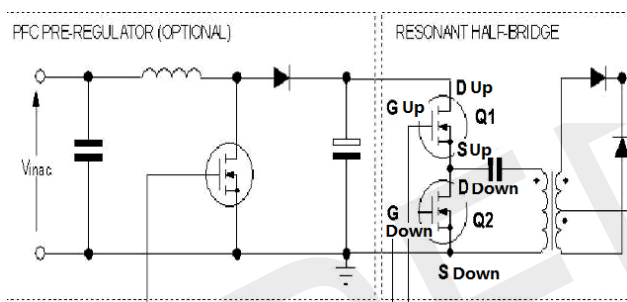 PFC PRE-REGULATOR (OPTIONAL)
RESONANT HALF-BRIDGE
D Up
G Up
Q1
S Up
Vinac
D Down
G
Down
Q2
S Down